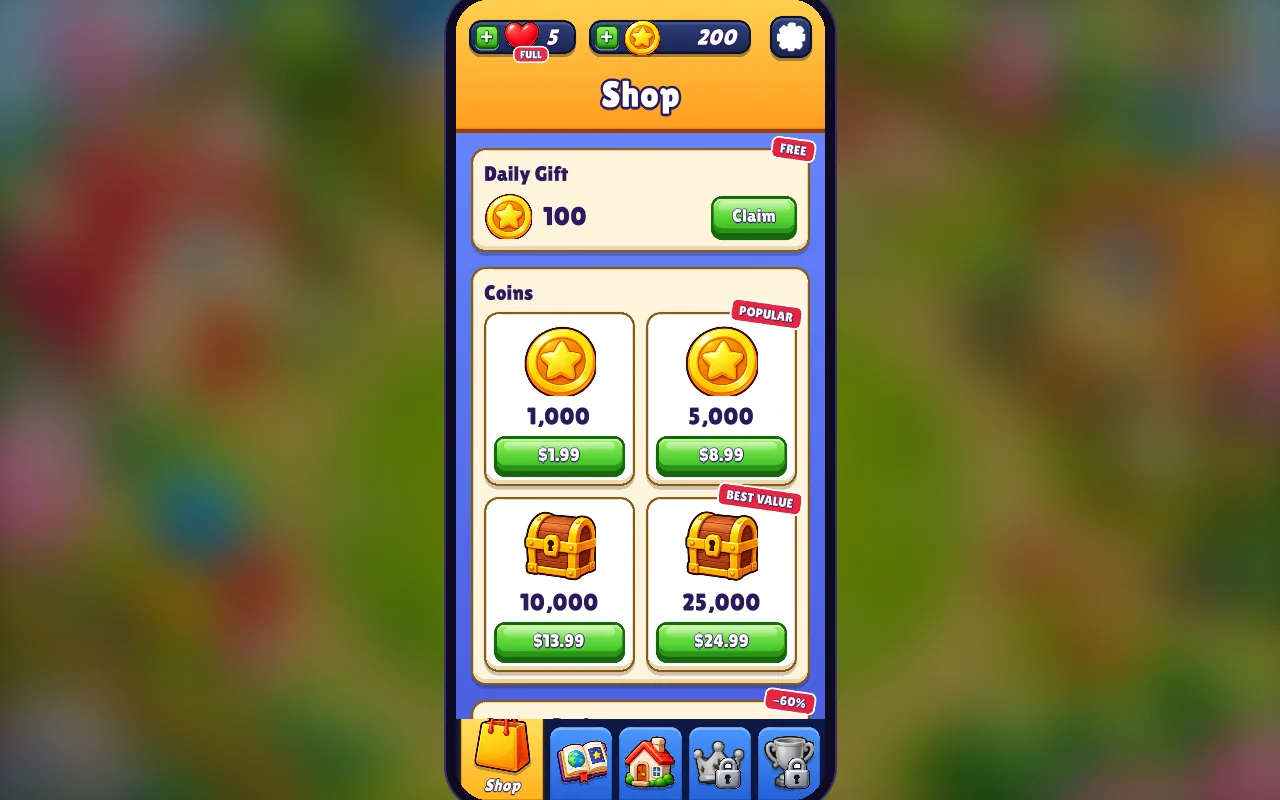 5
FULL
200
Shop
FREE
Daily Gift
100
Claim
Coins
POPULAR
1,000
5,000
$1.99
$8.99
BEST VALUE
10,000
25,000
$13.99
$24.99
-60%
Shop